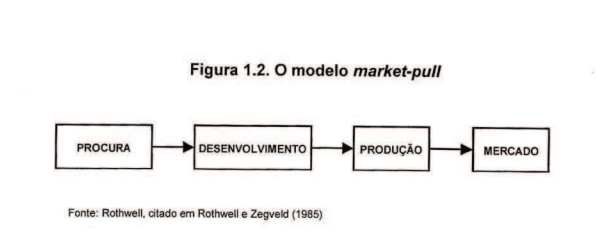 Figura 1.2. O modelo market-pull
PROCURA
DESENVOLVIMENTO
PRODUÇÃO
MERCADO
Fonte: Rothwell, citado em Rothwell e Zegveld (1985)